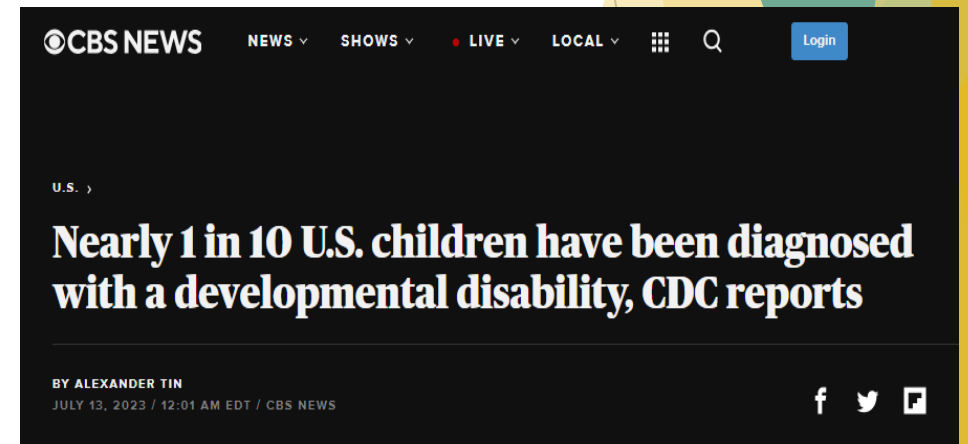 CBS NEWS NEWS SHOWS LIVE LOCAL Login
U.S. ›
Nearly 1 in 10 U.S. children have been diagnosed
with a developmental disability, CDC reports
BY ALEXANDER TIN
JULY 13, 2023 / 12:01 AM EDT / CBS NEWS